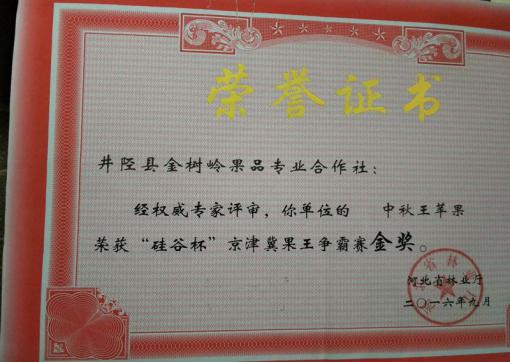 荣誉证书
井陉县金树岭果品专业合作社：
经权威专家评审，你单位的 中秋王苹果
荣获“硅谷杯”京津冀果王争霸赛金奖。
河北省林业厅
二〇一六年九月